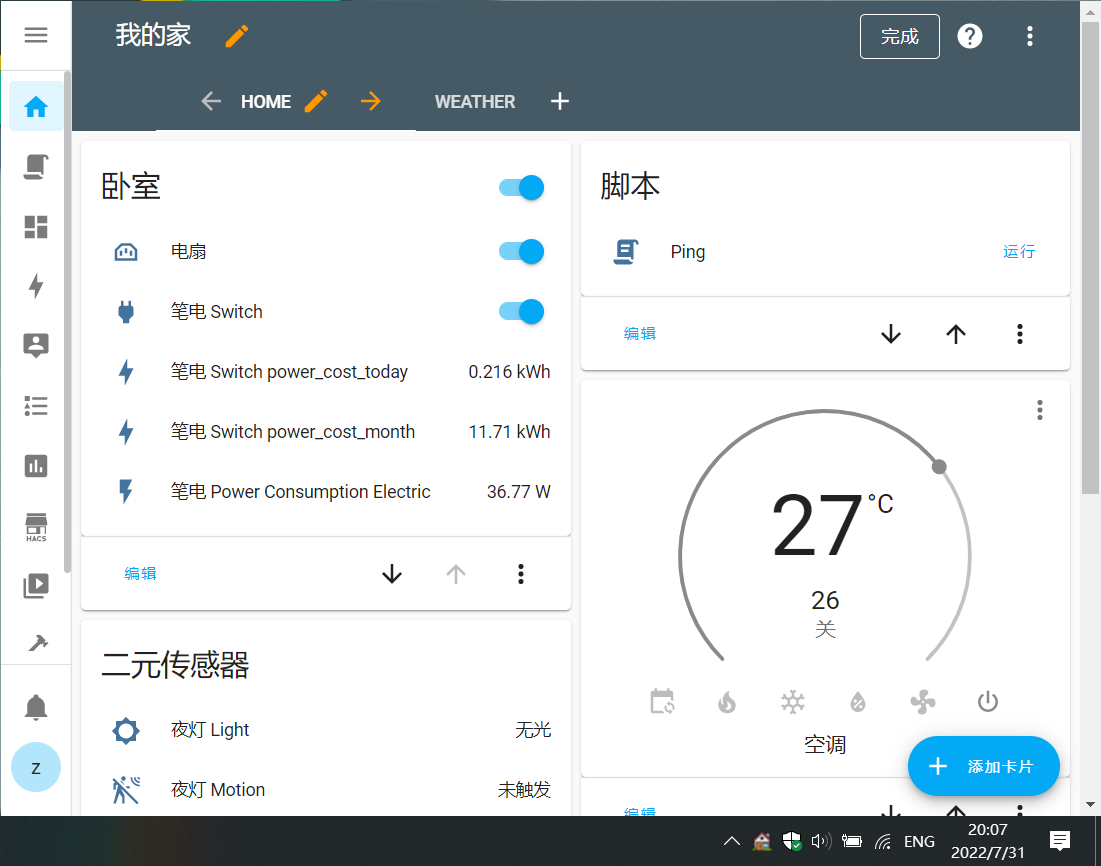 我的家
完成
HOME
WEATHER
卧室
电扇
笔电 Switch
笔电 Switch power_cost_today 0.216 kWh
笔电 Switch power_cost_month 11.71 kWh
笔电 Power Consumption Electric 36.77 W
编辑
二元传感器
夜灯 Light 无光
夜灯 Motion 未触发
脚本
Ping 运行
编辑
27 °C
26
关
空调
添加卡片
编辑
HACS
z
ENG
20:07
2022/7/31